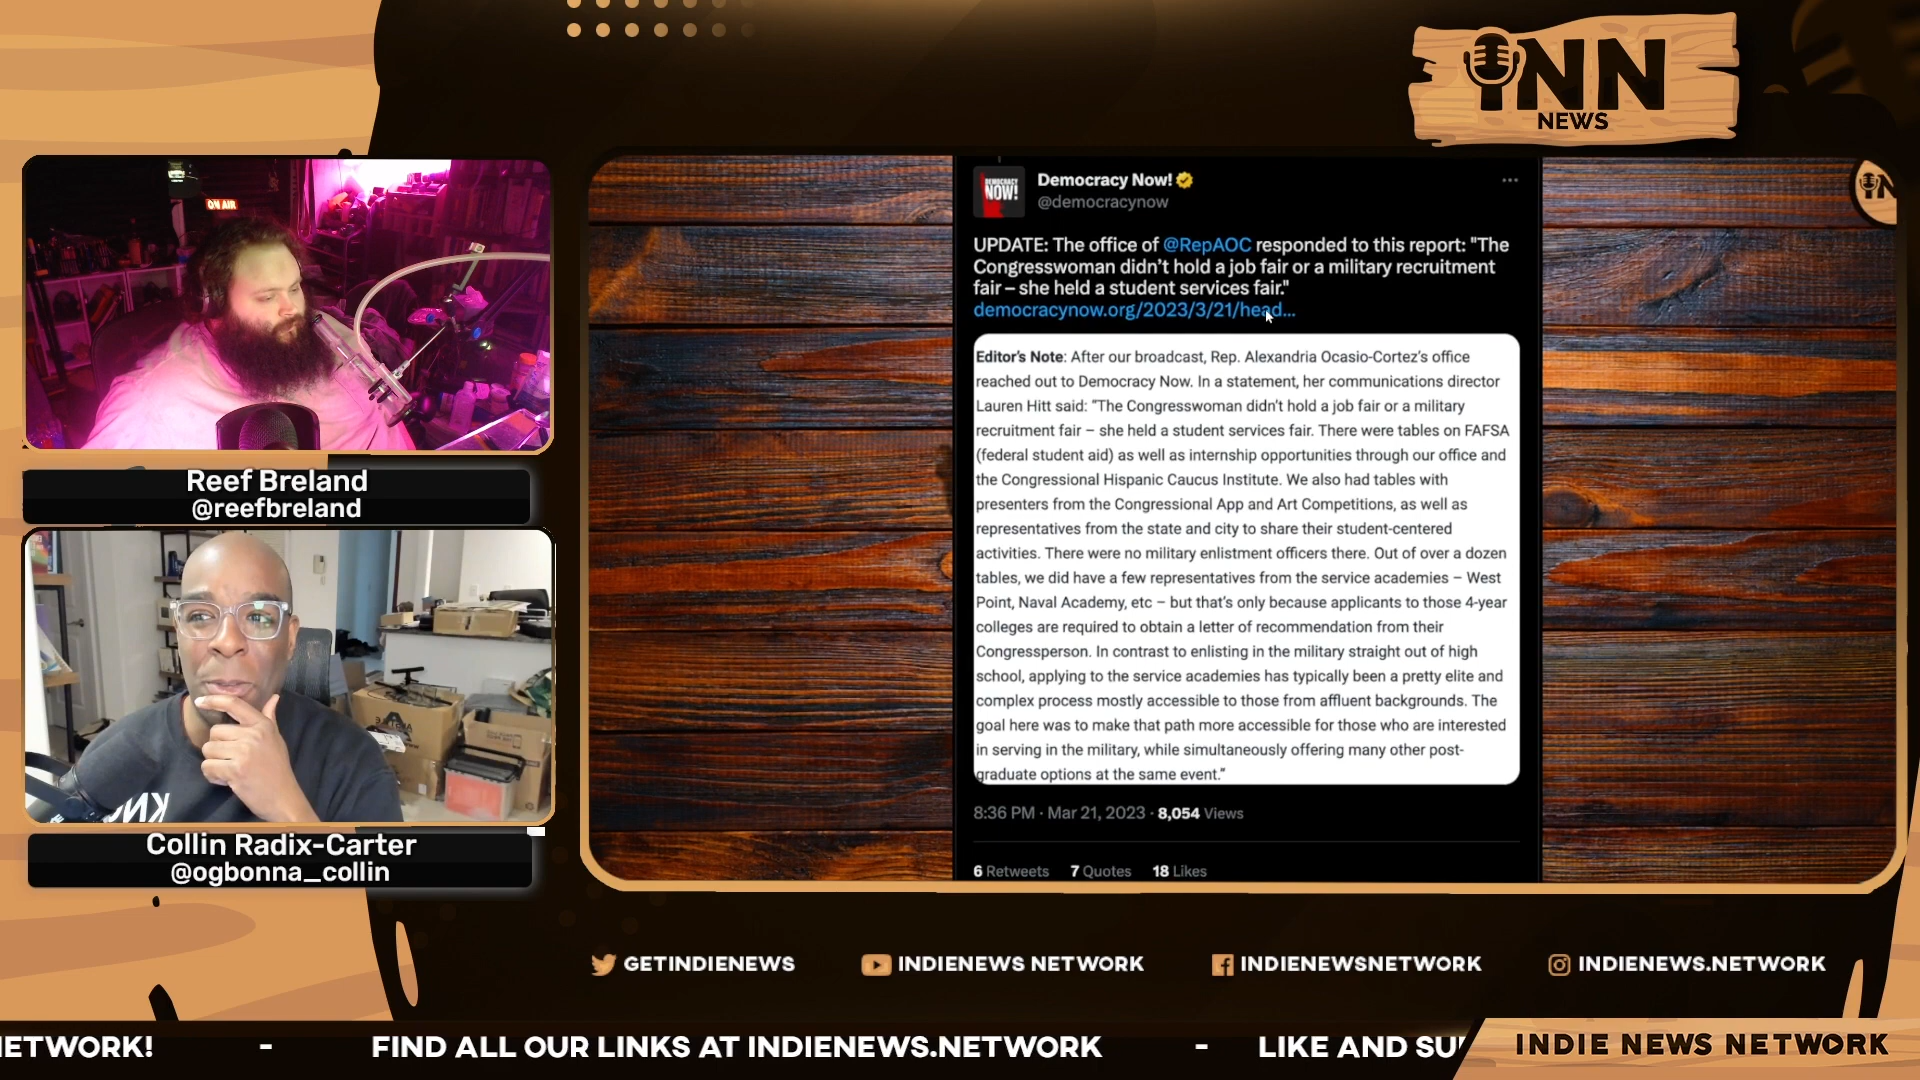 INN
NEWS
ON AIR
Reef Breland
@reefbreland
Collin Radix-Carter
@ogbonna_collin
DEMOCRACY
NOW!
Democracy Now!
@democracynow
UPDATE: The office of @RepAOC responded to this report: "The
Congresswoman didn’t hold a job fair or a military recruitment
fair – she held a student services fair."
democracynow.org/2023/3/21/head...
Editor's Note: After our broadcast, Rep. Alexandria Ocasio-Cortez's office
reached out to Democracy Now. In a statement, her communications director
Lauren Hitt said: “The Congresswoman didn’t hold a job fair or a military
recruitment fair – she held a student services fair. There were tables on FAFSA
(federal student aid) as well as internship opportunities through our office and
the Congressional Hispanic Caucus Institute. We also had tables with
presenters from the Congressional App and Art Competitions, as well as
representatives from the state and city to share their student-centered
activities. There were no military enlistment officers there. Out of over a dozen
tables, we did have a few representatives from the service academies – West
Point, Naval Academy, etc – but that’s only because applicants to those 4-year
colleges are required to obtain a letter of recommendation from their
Congressperson. In contrast to enlisting in the military straight out of high
school, applying to the service academies has typically been a pretty elite and
complex process mostly accessible to those from affluent backgrounds. The
goal here was to make that path more accessible for those who are interested
in serving in the military, while simultaneously offering many other post-
graduate options at the same event.”
8:36 PM · Mar 21, 2023 · 8,054 Views
6 Retweets 7 Quotes 18 Likes
GETINDIENEWS INDIENEWS NETWORK INDIENEWSNETWORK INDIENEWS.NETWORK
ETWORK! - FIND ALL OUR LINKS AT INDIENEWS.NETWORK - LIKE AND SU
INDIE NEWS NETWORK